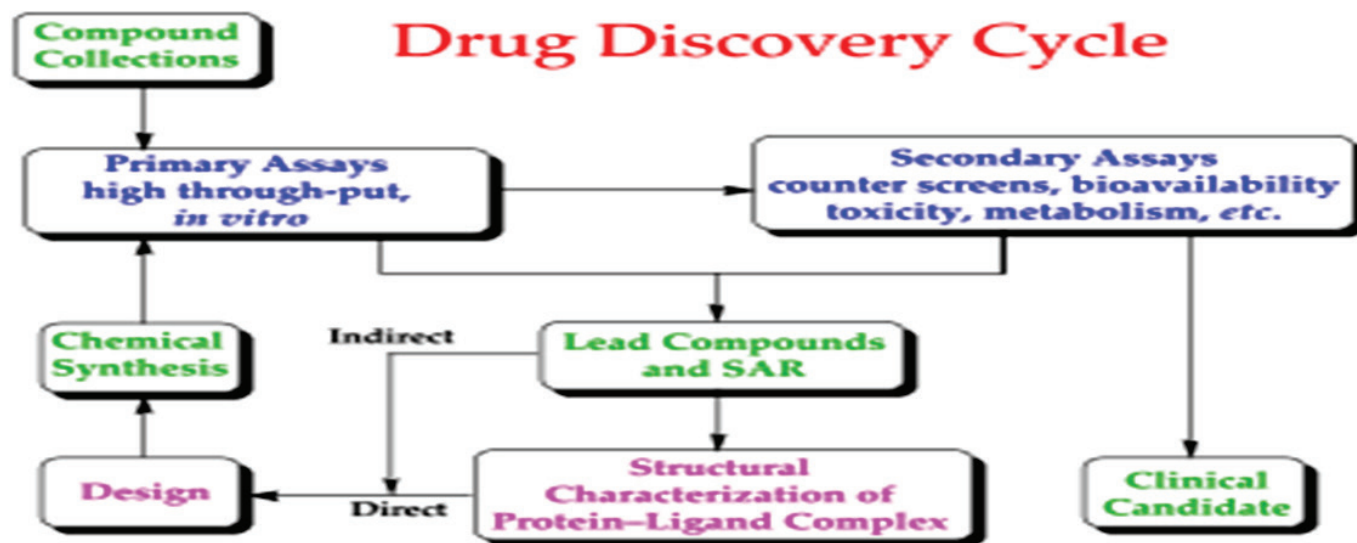 Compound
Collections
Drug Discovery Cycle
Primary Assays
high through-put,
in vitro
Secondary Assays
counter screens, bioavailability
toxicity, metabolism, etc.
Chemical
Synthesis
Indirect
Lead Compounds
and SAR
Design
Direct
Structural
Characterization of
Protein–Ligand Complex
Clinical
Candidate